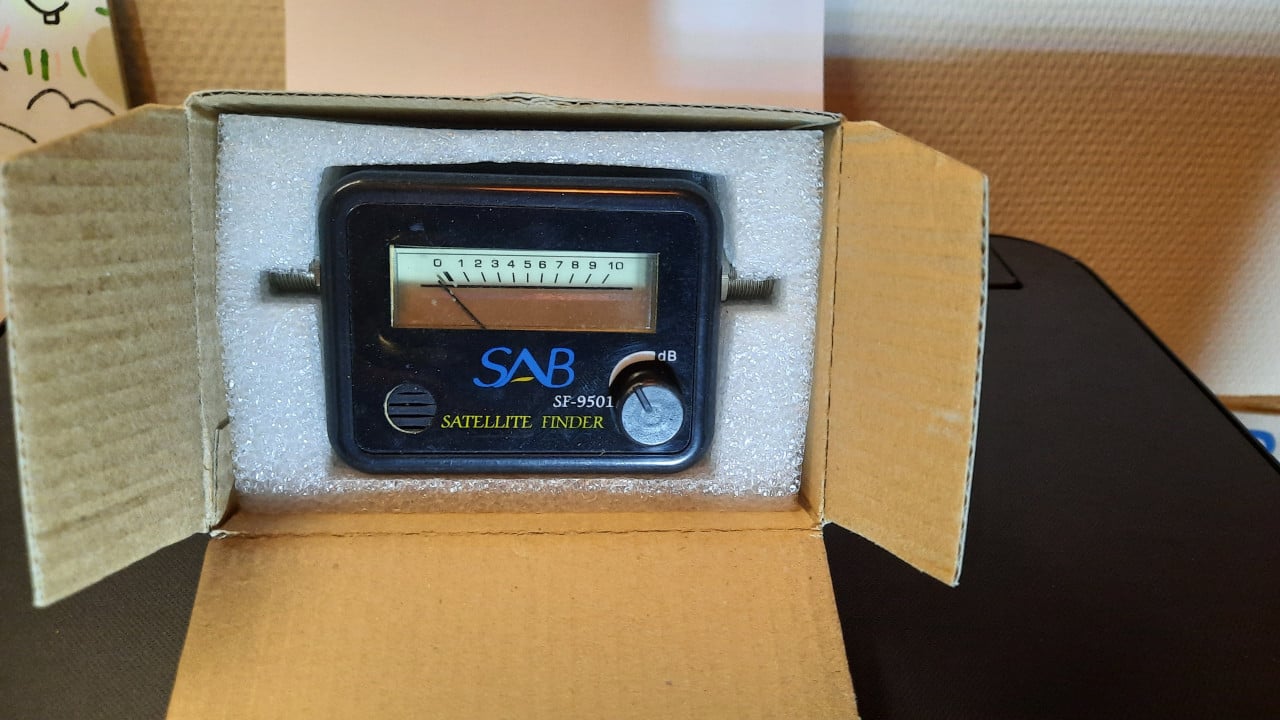 0 1 2 3 4 5 6 7 8 9 10
SAB
dB
SF-9501
SATELLITE FINDER